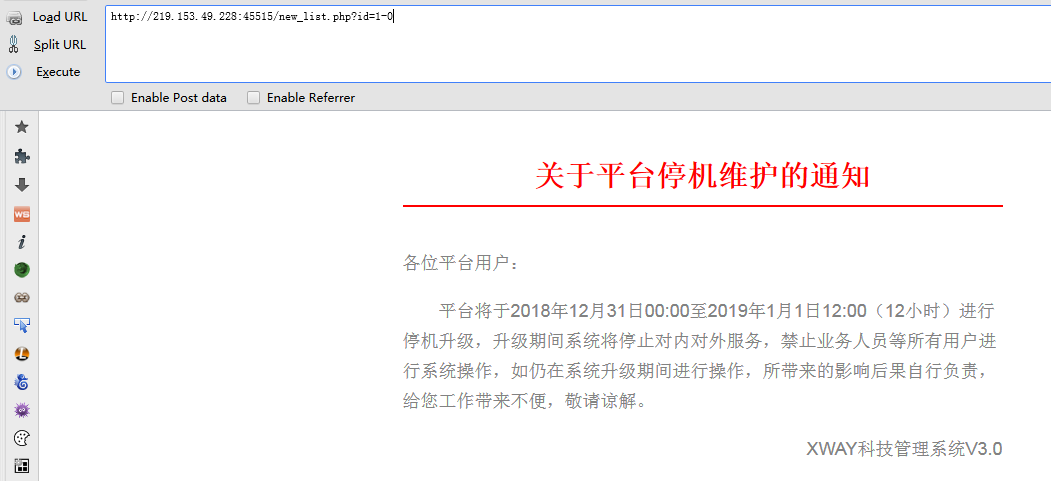 Load URL
http://219.153.49.228:45515/new_list.php?id=1-0
Split URL
Execute
Enable Post data
Enable Referrer
关于平台停机维护的通知
各位平台用户：
平台将于2018年12月31日00:00至2019年1月1日12:00（12小时）进行
停机升级，升级期间系统将停止对内对外服务，禁止业务人员等所有用户进
行系统操作，如仍在系统升级期间进行操作，所带来的影响后果自行负责，
给您工作带来不便，敬请谅解。
XWAY科技管理系统V3.0
WS
i